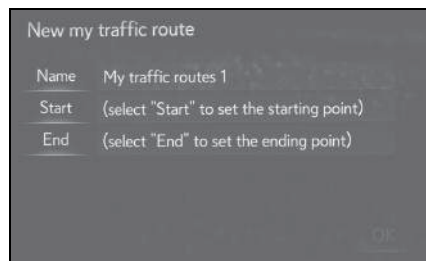 New my traffic route
Name My traffic routes 1
Start (select "Start" to set the starting point)
End (select "End" to set the ending point)
OK